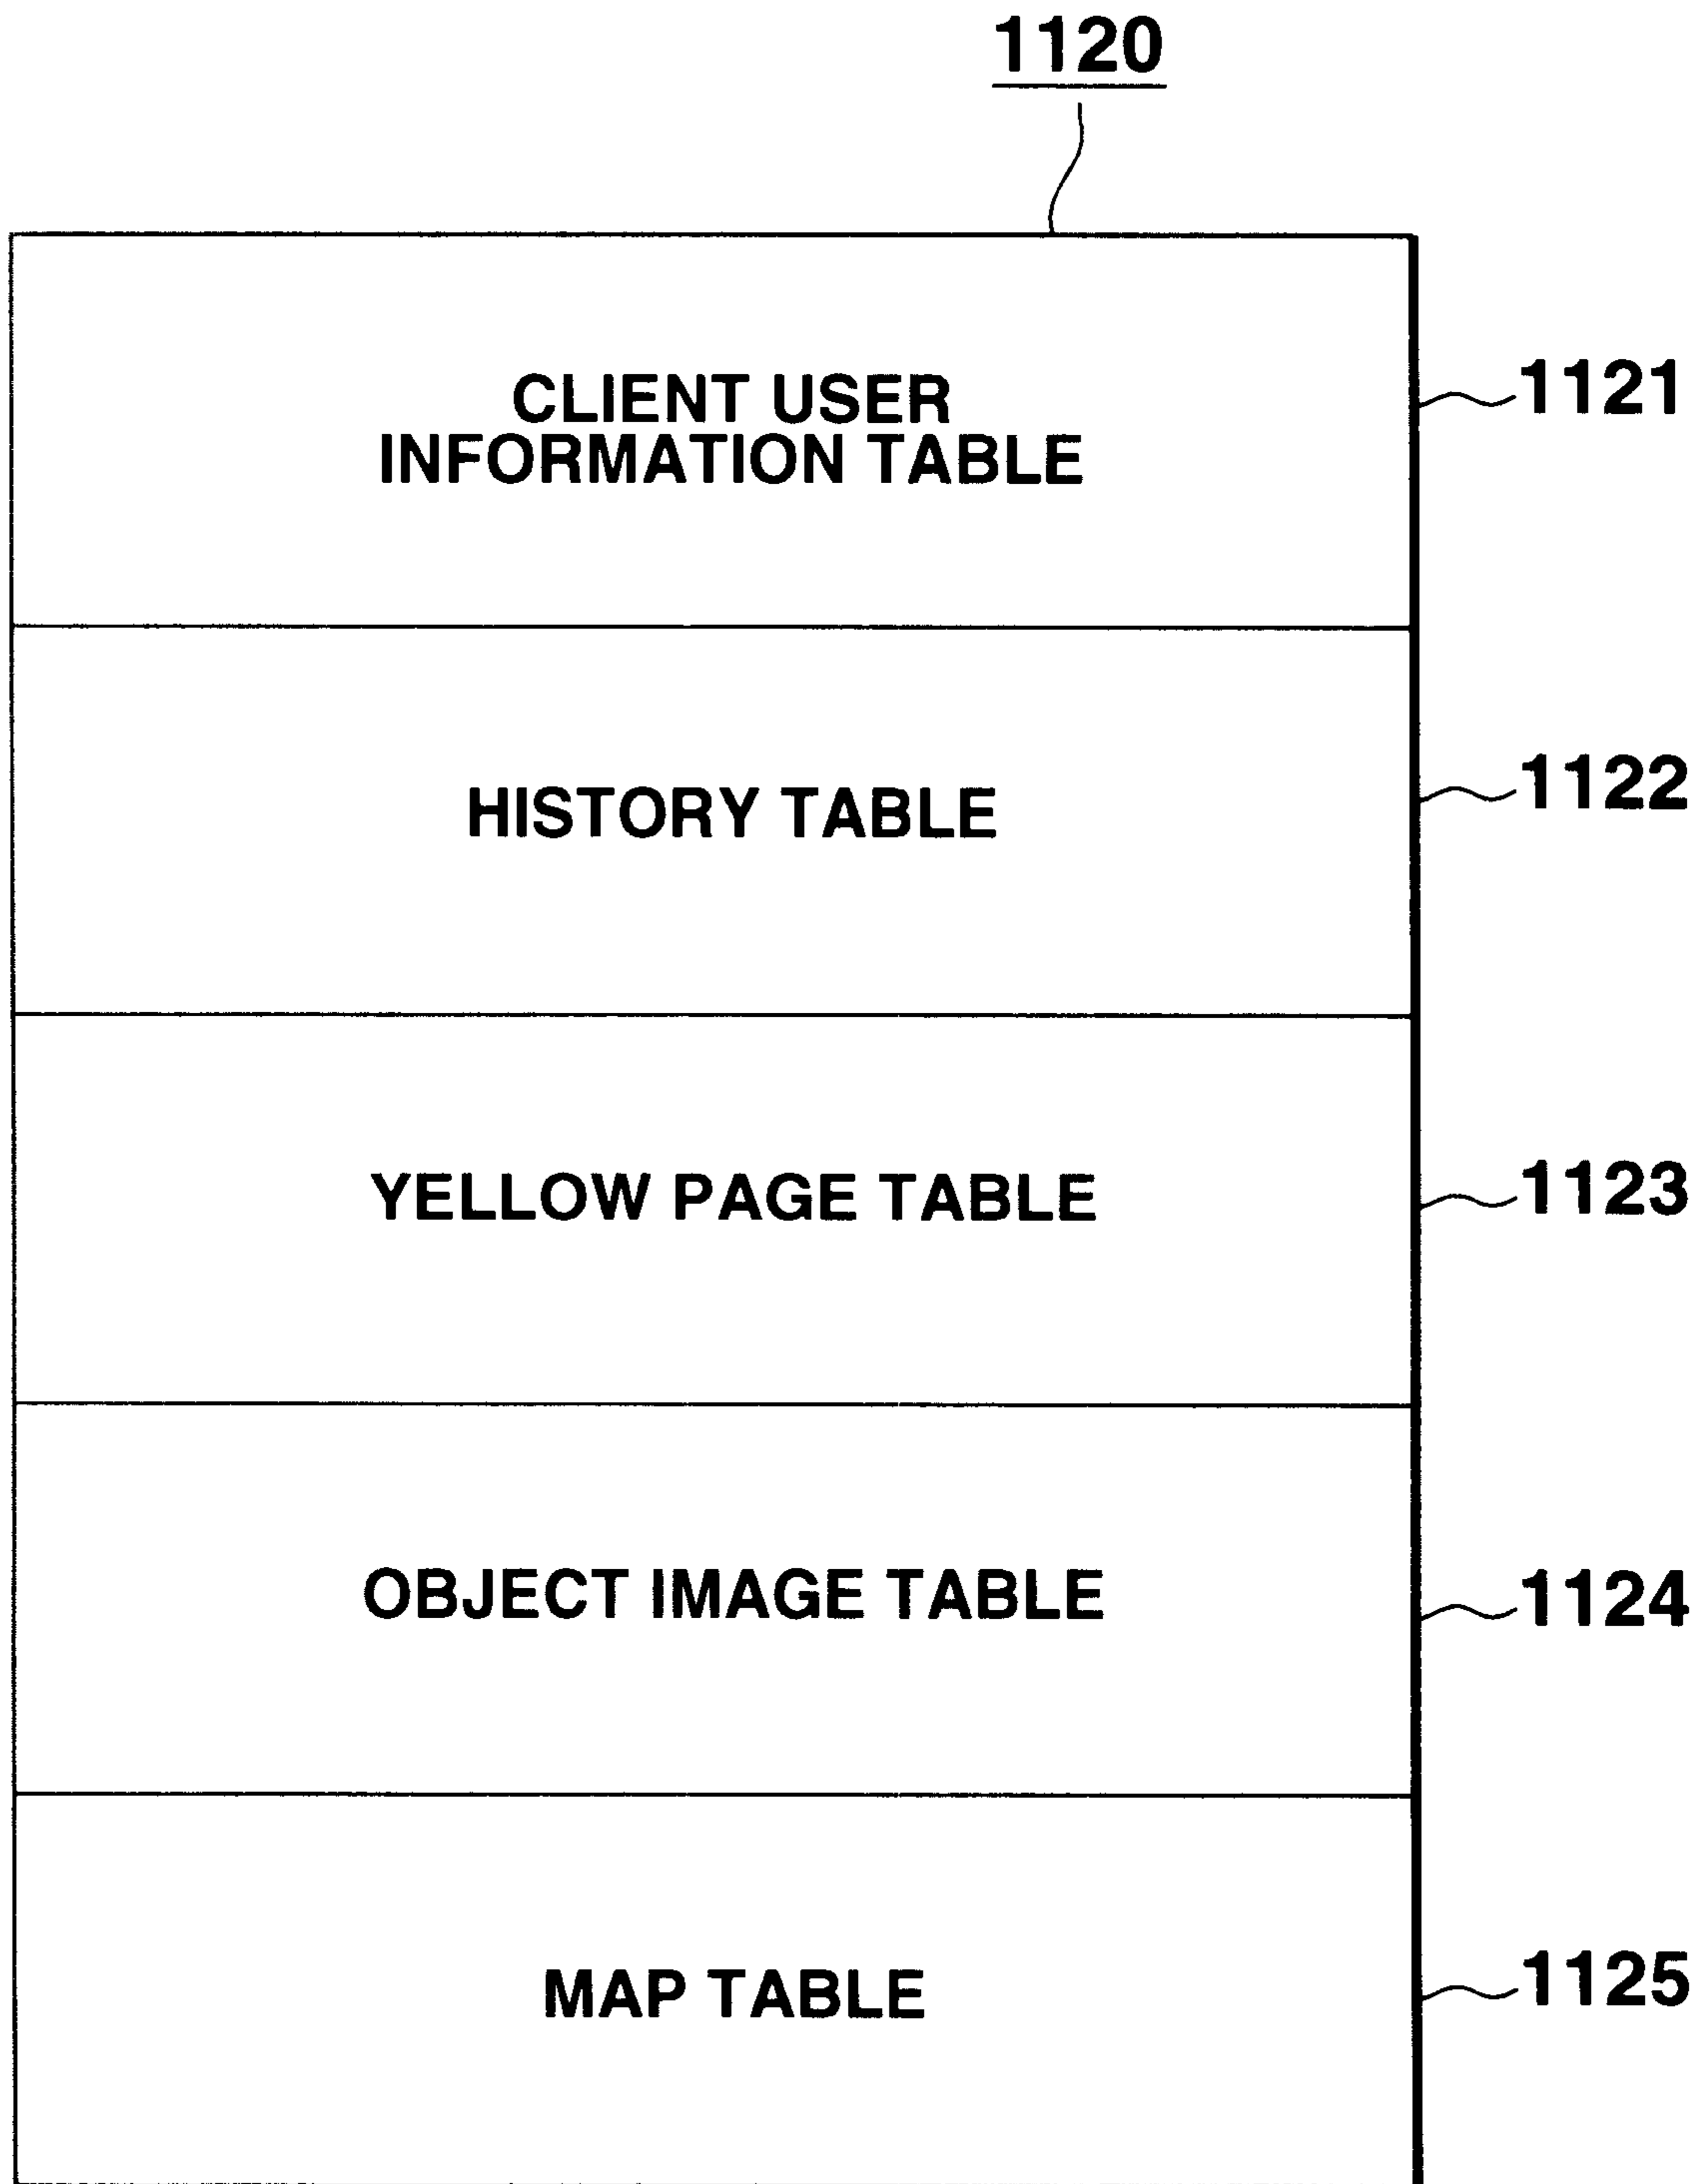 1120
CLIENT USER
INFORMATION TABLE
1121
HISTORY TABLE
1122
YELLOW PAGE TABLE
1123
OBJECT IMAGE TABLE
1124
MAP TABLE
1125